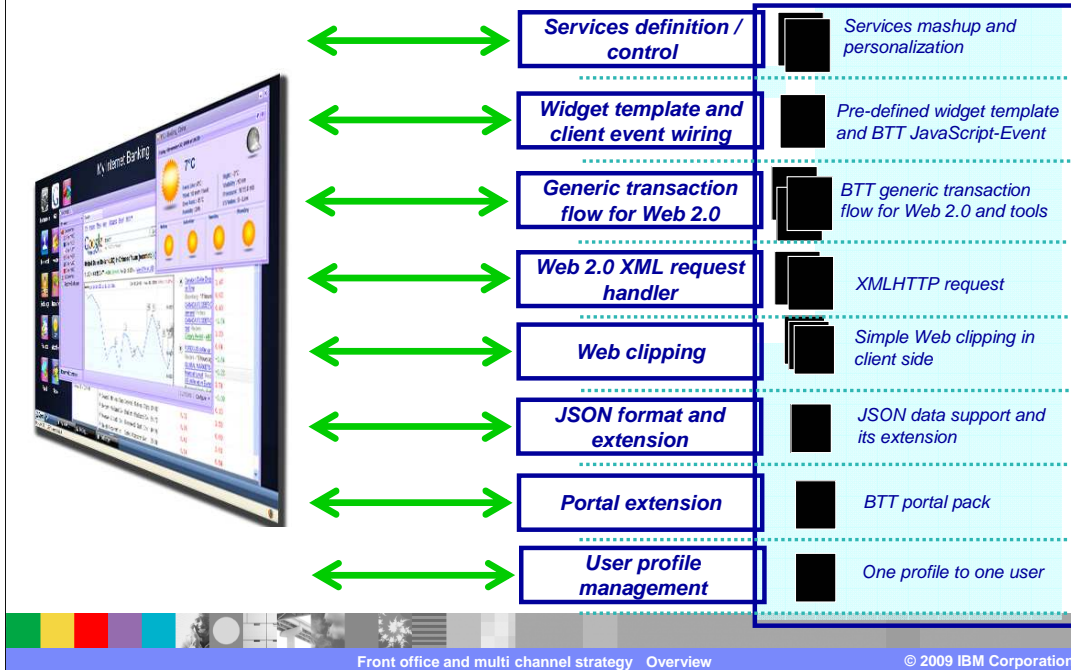 Services definition /
control
Services mashup and
personalization
Widget template and
client event wiring
Pre-defined widget template
and BTT JavaScript-Event
Generic transaction
flow for Web 2.0
BTT generic transaction
flow for Web 2.0 and tools
Web 2.0 XML request
handler
XMLHTTP request
Web clipping
Simple Web clipping in
client side
JSON format and
extension
JSON data support and
its extension
Portal extension
BTT portal pack
User profile
management
One profile to one user
My Internet Banking
7°C
Google
Front office and multi channel strategy Overview
© 2009 IBM Corporation